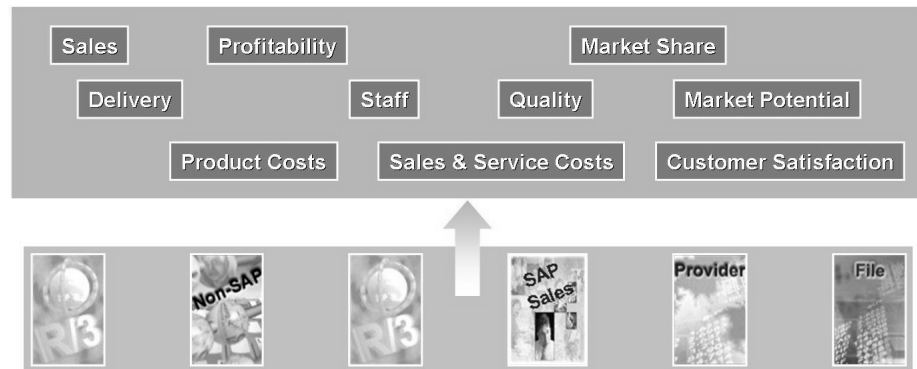 Sales
Profitability
Market Share
Delivery
Staff
Quality
Market Potential
Product Costs
Sales & Service Costs
Customer Satisfaction
R/3
Non-SAP
R/3
SAP
Sales
Provider
File